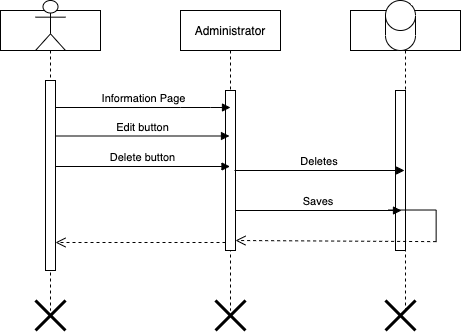 Administrator
Information Page
Edit button
Delete button
Deletes
Saves